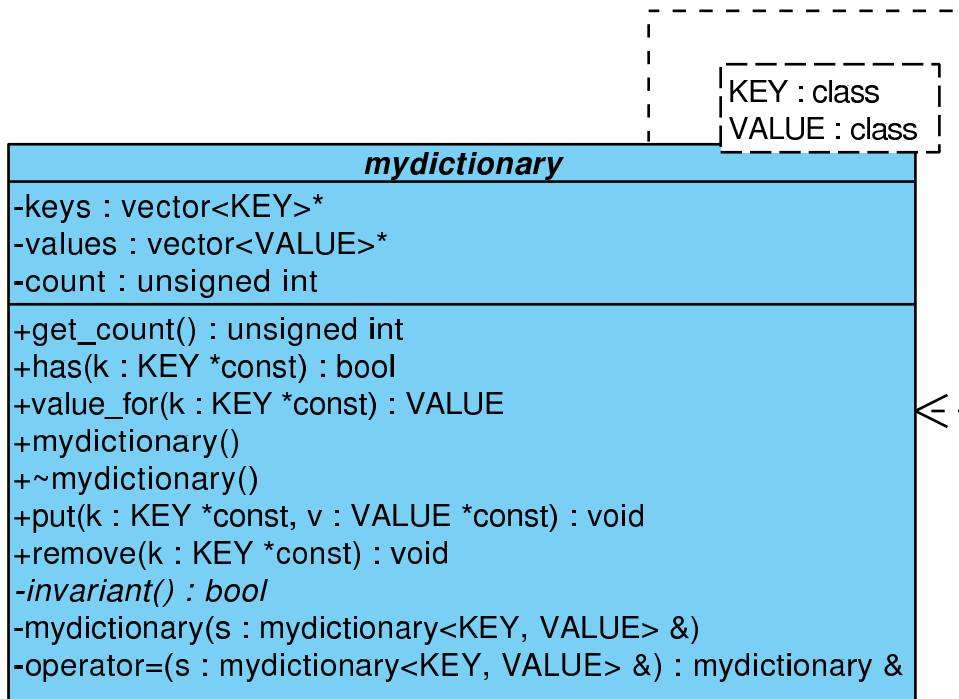 KEY : class
VALUE : class
mydictionary
-keys : vector<KEY>*
-values : vector<VALUE>*
-count : unsigned int
+get_count() : unsigned int
+has(k : KEY *const) : bool
+value_for(k : KEY *const) : VALUE
+mydictionary()
+~mydictionary()
+put(k : KEY *const, v : VALUE *const) : void
+remove(k : KEY *const) : void
-invariant() : bool
-mydictionary(s : mydictionary<KEY, VALUE> &)
-operator=(s : mydictionary<KEY, VALUE> &) : mydictionary &